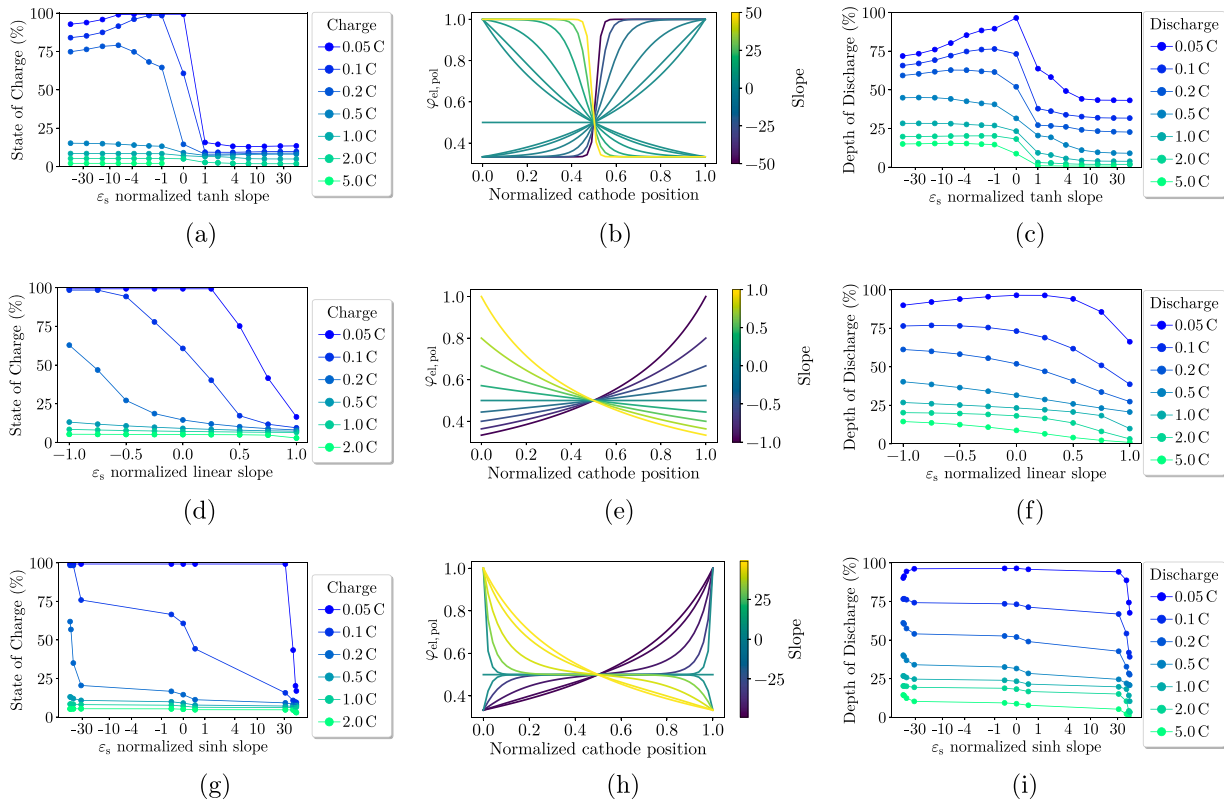 100
75
50
25
0
State of Charge (%)
-30 -10 -4 -1 0 1 4 10 30
εs normalized tanh slope
Charge
0.05 C
0.1 C
0.2 C
0.5 C
1.0 C
2.0 C
5.0 C
(a)
1.0
0.8
0.6
0.4
φel,pol
0.0 0.2 0.4 0.6 0.8 1.0
Normalized cathode position
50
25
0
−25
−50
Slope
(b)
100
75
50
25
0
Depth of Discharge (%)
-30 -10 -4 -1 0 1 4 10 30
εs normalized tanh slope
Discharge
0.05 C
0.1 C
0.2 C
0.5 C
1.0 C
2.0 C
5.0 C
(c)
100
75
50
25
0
State of Charge (%)
−1.0 −0.5 0.0 0.5 1.0
εs normalized linear slope
Charge
0.05 C
0.1 C
0.2 C
0.5 C
1.0 C
2.0 C
(d)
1.0
0.8
0.6
0.4
φel,pol
0.0 0.2 0.4 0.6 0.8 1.0
Normalized cathode position
1.0
0.5
0.0
−0.5
−1.0
Slope
(e)
100
75
50
25
0
Depth of Discharge (%)
−1.0 −0.5 0.0 0.5 1.0
εs normalized linear slope
Discharge
0.05 C
0.1 C
0.2 C
0.5 C
1.0 C
2.0 C
5.0 C
(f)
100
75
50
25
0
State of Charge (%)
-30 -10 -4 -1 0 1 4 10 30
εs normalized sinh slope
Charge
0.05 C
0.1 C
0.2 C
0.5 C
1.0 C
2.0 C
(g)
1.0
0.8
0.6
0.4
φel,pol
0.0 0.2 0.4 0.6 0.8 1.0
Normalized cathode position
25
0
−25
Slope
(h)
100
75
50
25
0
Depth of Discharge (%)
-30 -10 -4 -1 0 1 4 10 30
εs normalized sinh slope
Discharge
0.05 C
0.1 C
0.2 C
0.5 C
1.0 C
2.0 C
5.0 C
(i)